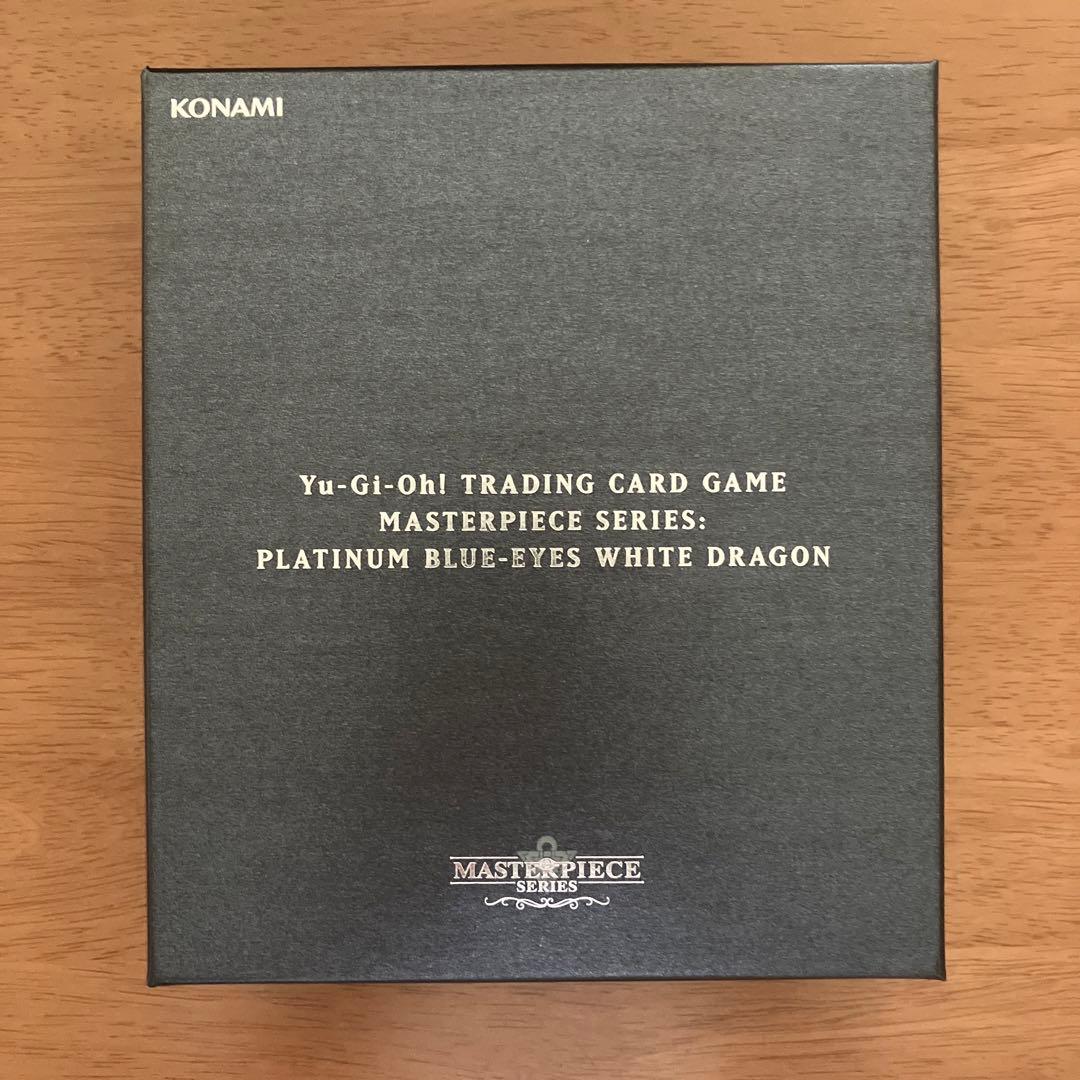 KONAMI
Yu-Gi-Oh! TRADING CARD GAME
MASTERPIECE SERIES:
PLATINUM BLUE-EYES WHITE DRAGON
MASTERPIECE
SERIES